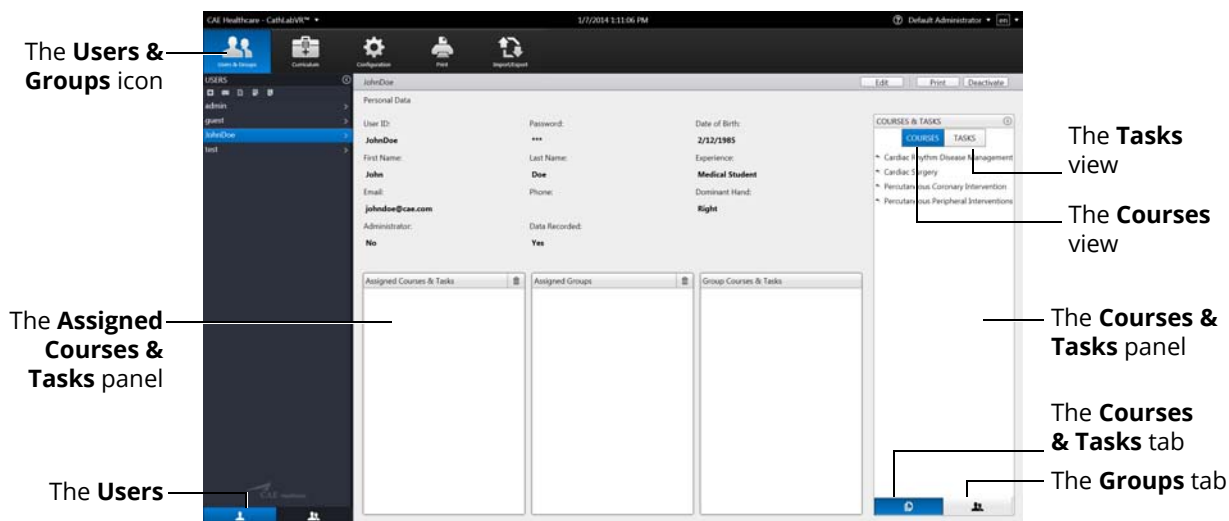 CAE Healthcare - CathLabVR™
1/7/2014 1:11:06 PM
Default Administrator
en
Users & Groups
Curriculum
Configuration
Print
Import/Export
The Users &
Groups icon
USERS
admin
guest
JohnDoe
test
JohnDoe
Edit
Print
Deactivate
Personal Data
User ID:
Password:
Date of Birth:
JohnDoe
***
2/12/1985
First Name:
Last Name:
Experience:
John
Doe
Medical Student
Email:
Phone:
Dominant Hand:
johndoe@cae.com
Right
Administrator:
Data Recorded:
No
Yes
Assigned Courses & Tasks
Assigned Groups
Group Courses & Tasks
COURSES & TASKS
COURSES
TASKS
Cardiac Rhythm Disease Management
Cardiac Surgery
Percutaneous Coronary Intervention
Percutaneous Peripheral Interventions
The Tasks
view
The Courses
view
The Assigned
Courses &
Tasks panel
The Courses &
Tasks panel
The Courses
& Tasks tab
The Groups tab
The Users
CAE Healthcare